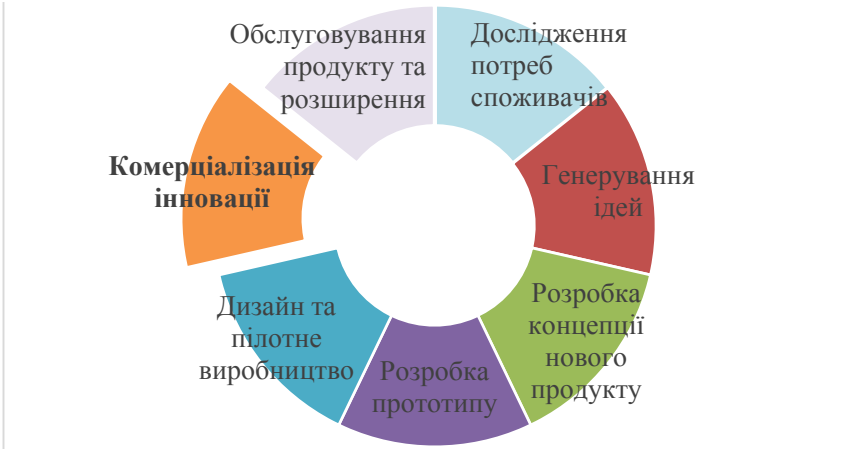 Дослідження
потреб
споживачів
Генерування
ідей
Розробка
концепції
нового
продукту
Розробка
прототипу
Дизайн та
пілотне
виробництво
Комерціалізація
інновації
Обслуговування
продукту та
розширення